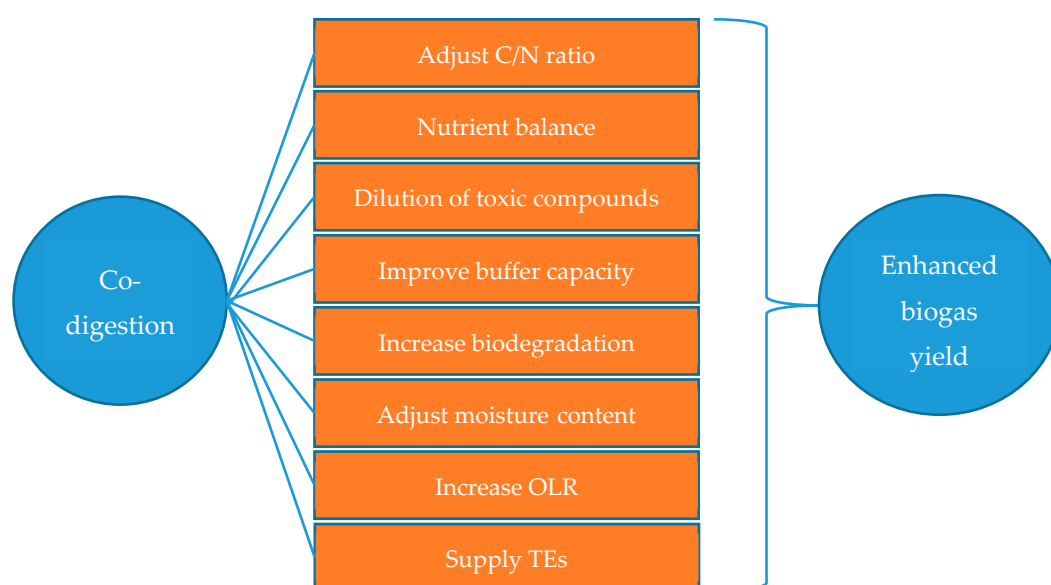 Co-
digestion
Adjust C/N ratio
Nutrient balance
Dilution of toxic compounds
Improve buffer capacity
Increase biodegradation
Adjust moisture content
Increase OLR
Supply TEs
Enhanced
biogas
yield